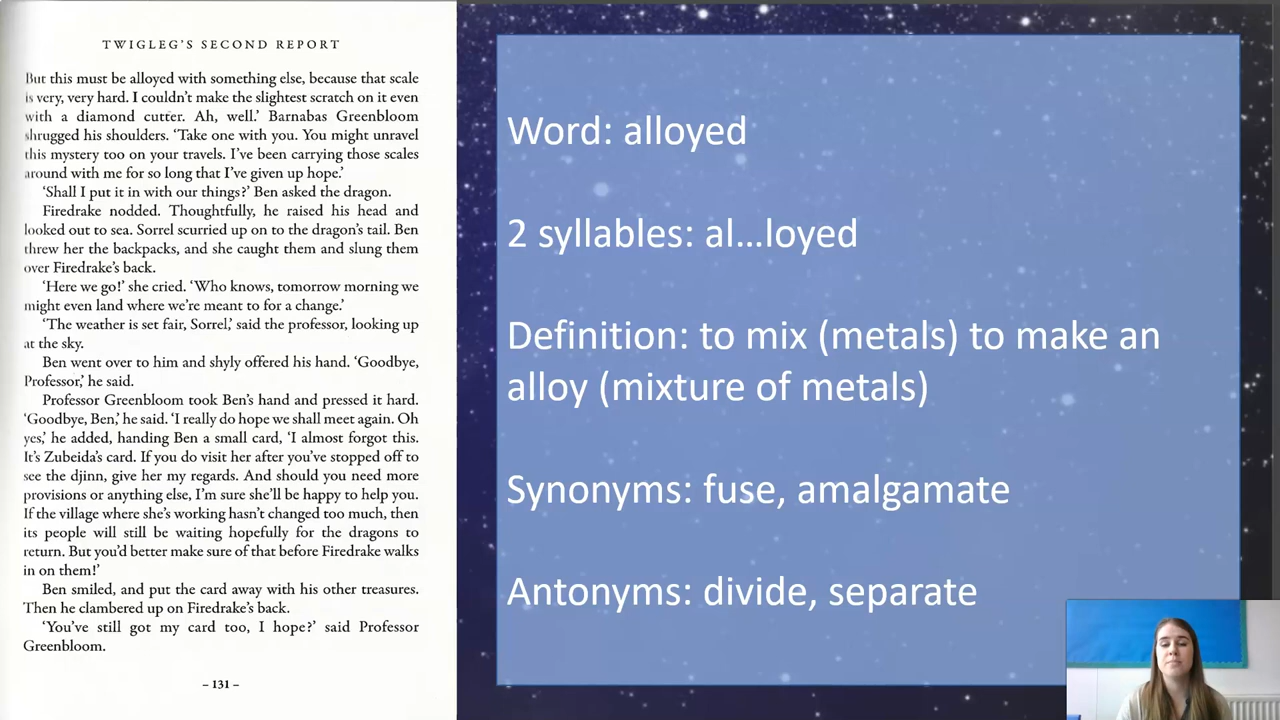 TWIGLEG'S SECOND REPORT
But this must be alloyed with something else, because that scale
is very, very hard. I couldn't make the slightest scratch on it even
with a diamond cutter. Ah, well.' Barnabas Greenbloom
shrugged his shoulders. 'Take one with you. You might unravel
this mystery too on your travels. I've been carrying those scales
around with me for so long that I've given up hope.'
'Shall I put it in with our things?' Ben asked the dragon.
Firedrake nodded. Thoughtfully, he raised his head and
looked out to sea. Sorrel scurried up on to the dragon's tail. Ben
threw her the backpacks, and she caught them and slung them
over Firedrake's back.
'Here we go!' she cried. 'Who knows, tomorrow morning we
might even land where we're meant to for a change.'
'The weather is set fair, Sorrel,' said the professor, looking up
at the sky.
Ben went over to him and shyly offered his hand. 'Goodbye,
Professor,' he said.
Professor Greenbloom took Ben's hand and pressed it hard.
'Goodbye, Ben,' he said. 'I really do hope we shall meet again. Oh
yes,' he added, handing Ben a small card, 'I almost forgot this.
It's Zubeida's card. If you do visit her after you've stopped off to
see the djinn, give her my regards. And should you need more
provisions or anything else, I'm sure she'll be happy to help you.
If the village where she's working hasn't changed too much, then
its people will still be waiting hopefully for the dragons to
return. But you'd better make sure of that before Firedrake walks
in on them!'
Ben smiled, and put the card away with his other treasures.
Then he clambered up on Firedrake's back.
'You've still got my card too, I hope?' said Professor
Greenbloom.
– 131 –
Word: alloyed
2 syllables: al...loyed
Definition: to mix (metals) to make an
alloy (mixture of metals)
Synonyms: fuse, amalgamate
Antonyms: divide, separate